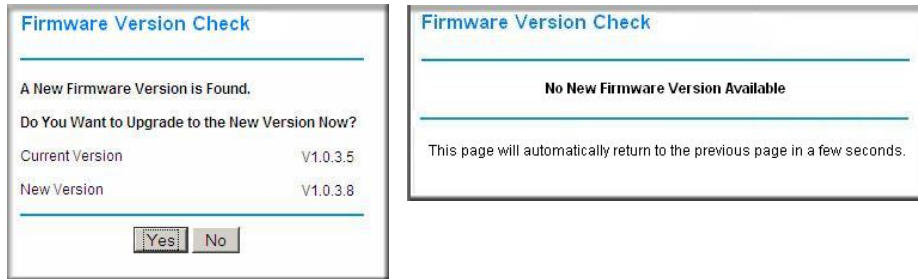 Firmware Version Check
A New Firmware Version is Found.
Do You Want to Upgrade to the New Version Now?
Current Version V1.0.3.5
New Version V1.0.3.8
Yes No
Firmware Version Check
No New Firmware Version Available
This page will automatically return to the previous page in a few seconds.